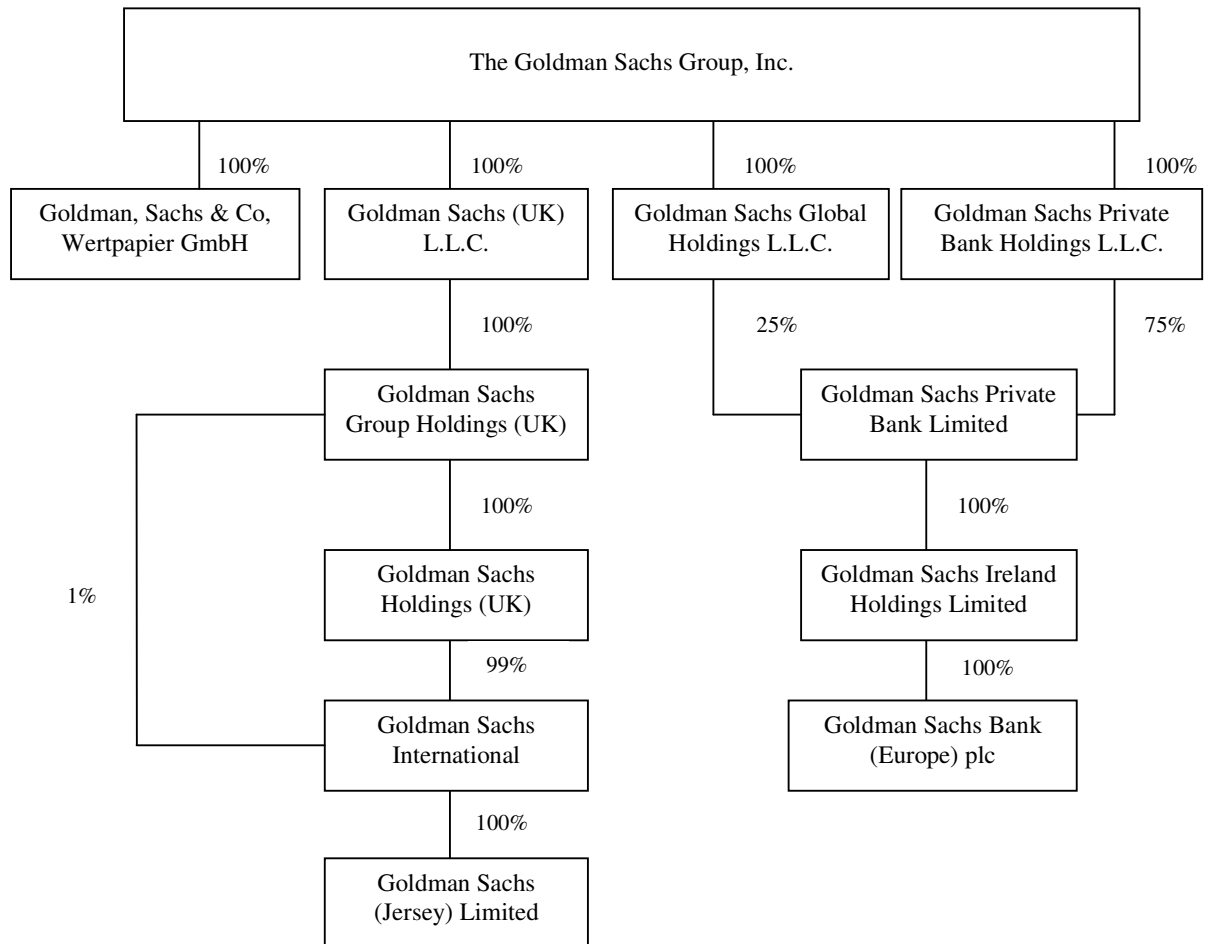 The Goldman Sachs Group, Inc.
100%
100%
100%
100%
Goldman, Sachs & Co,
Wertpapier GmbH
Goldman Sachs (UK)
L.L.C.
Goldman Sachs Global
Holdings L.L.C.
Goldman Sachs Private
Bank Holdings L.L.C.
100%
25%
75%
Goldman Sachs
Group Holdings (UK)
Goldman Sachs Private
Bank Limited
100%
100%
Goldman Sachs
Holdings (UK)
Goldman Sachs Ireland
Holdings Limited
1%
99%
100%
Goldman Sachs
International
Goldman Sachs Bank
(Europe) plc
100%
Goldman Sachs
(Jersey) Limited